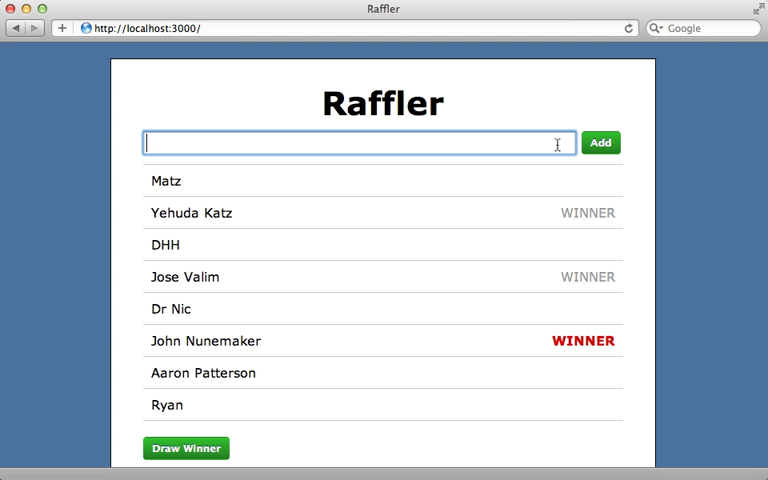 Raffler
http://localhost:3000/
Google
Raffler
Add
Matz
Yehuda Katz WINNER
DHH
Jose Valim WINNER
Dr Nic
John Nunemaker WINNER
Aaron Patterson
Ryan
Draw Winner